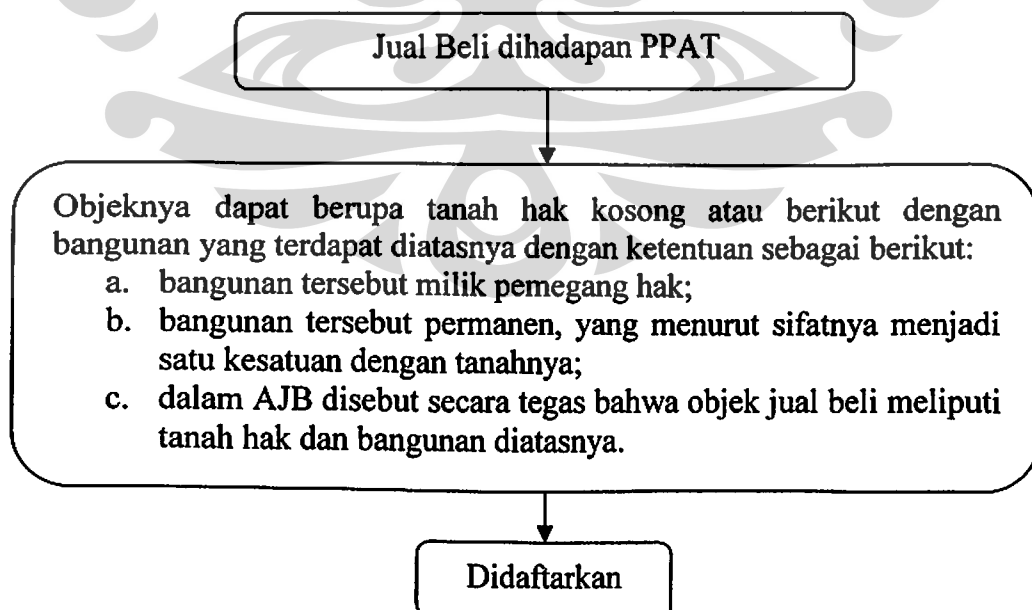 Jual Beli dihadapan PPAT
Objeknya dapat berupa tanah hak kosong atau berikut dengan
bangunan yang terdapat diatasnya dengan ketentuan sebagai berikut:
a. bangunan tersebut milik pemegang hak;
b. bangunan tersebut permanen, yang menurut sifatnya menjadi
satu kesatuan dengan tanahnya;
c. dalam AJB disebut secara tegas bahwa objek jual beli meliputi
tanah hak dan bangunan diatasnya.
Didaftarkan